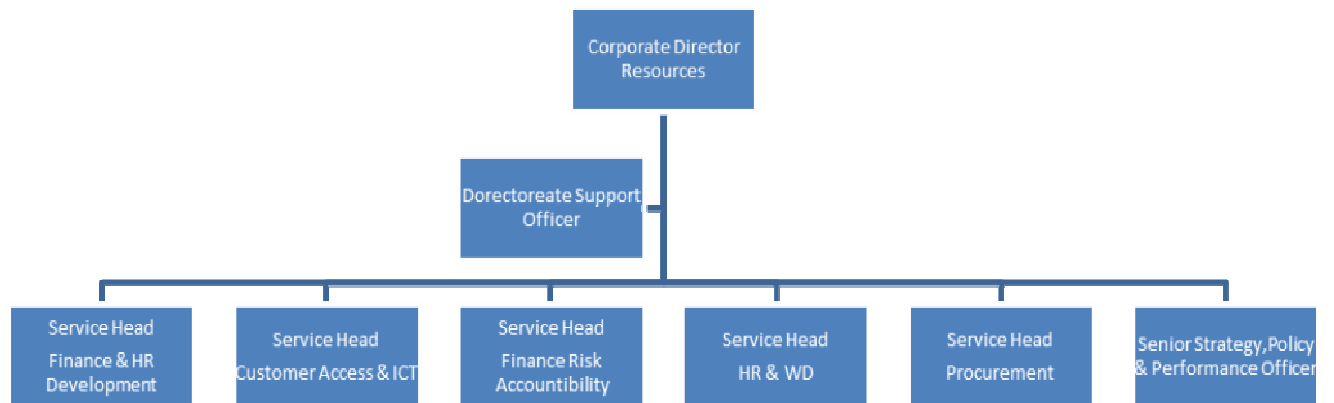 Corporate Director
Resources
Dorectoreate Support
Officer
Service Head
Finance & HR
Development
Service Head
Customer Access & ICT
Service Head
Finance Risk
Accountibility
Service Head
HR & WD
Service Head
Procurement
Senior Strategy,Policy
& Performance Officer